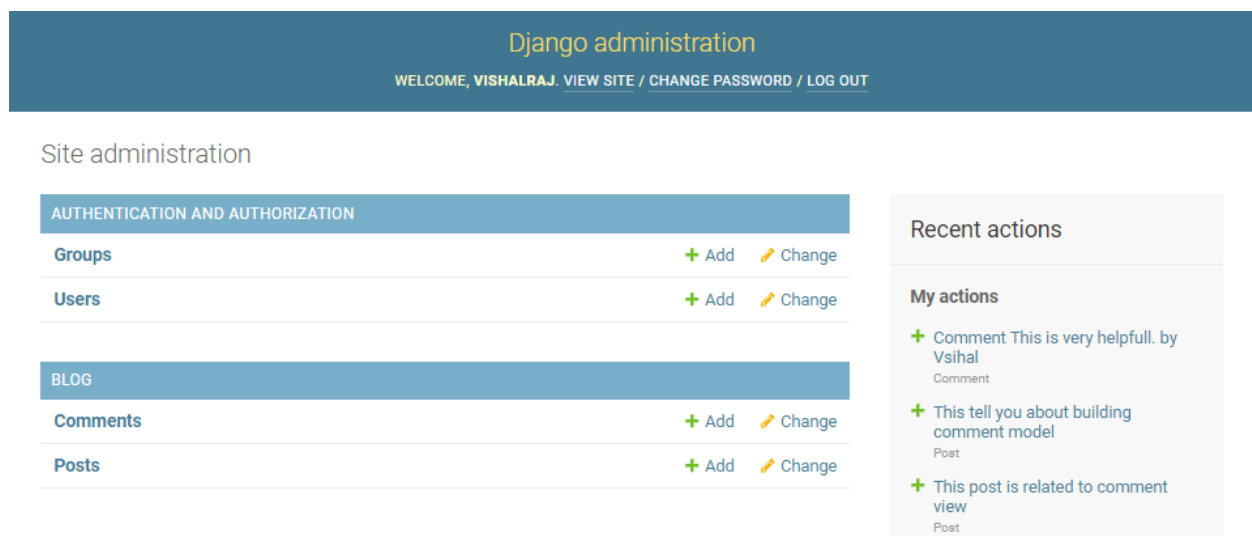 Django administration
WELCOME, VISHALRAJ. VIEW SITE / CHANGE PASSWORD / LOG OUT
Site administration
AUTHENTICATION AND AUTHORIZATION
Groups
Add
Change
Users
Add
Change
BLOG
Comments
Add
Change
Posts
Add
Change
Recent actions
My actions
Comment This is very helpfull. by
Vsihal
Comment
This tell you about building
comment model
Post
This post is related to comment
view
Post